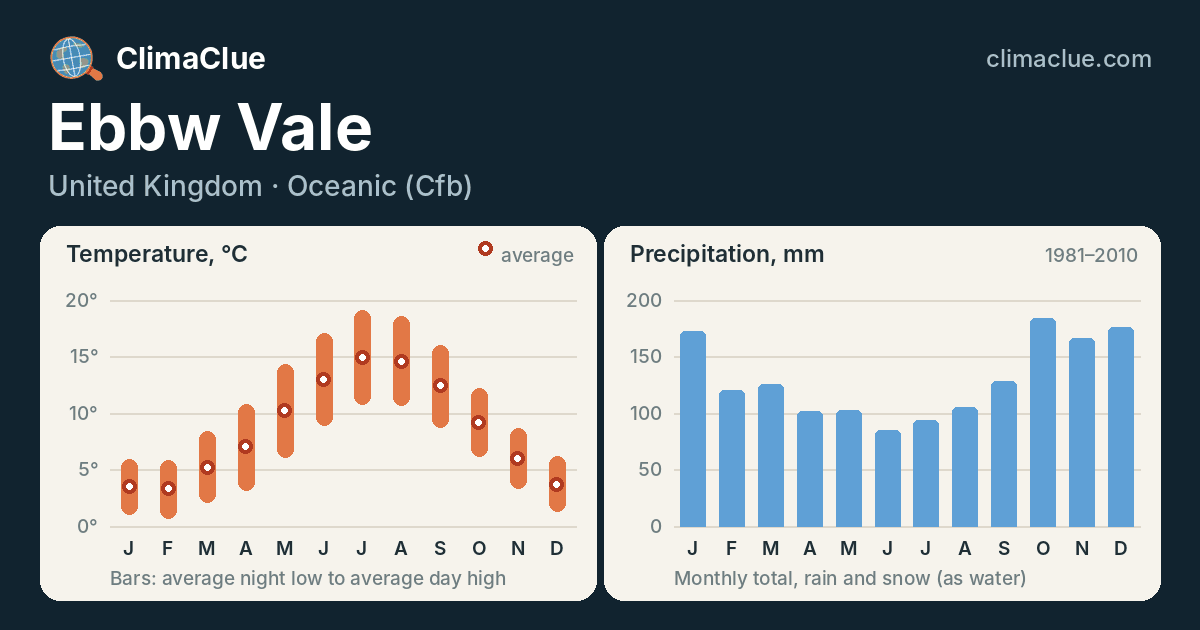 ClimaClue
climaclue.com
Ebbw Vale
United Kingdom · Oceanic (Cfb)
Temperature, °C
average
20°
15°
10°
5°
0°
J F M A M J J A S O N D
Bars: average night low to average day high
Precipitation, mm
1981–2010
200
150
100
50
0
J F M A M J J A S O N D
Monthly total, rain and snow (as water)